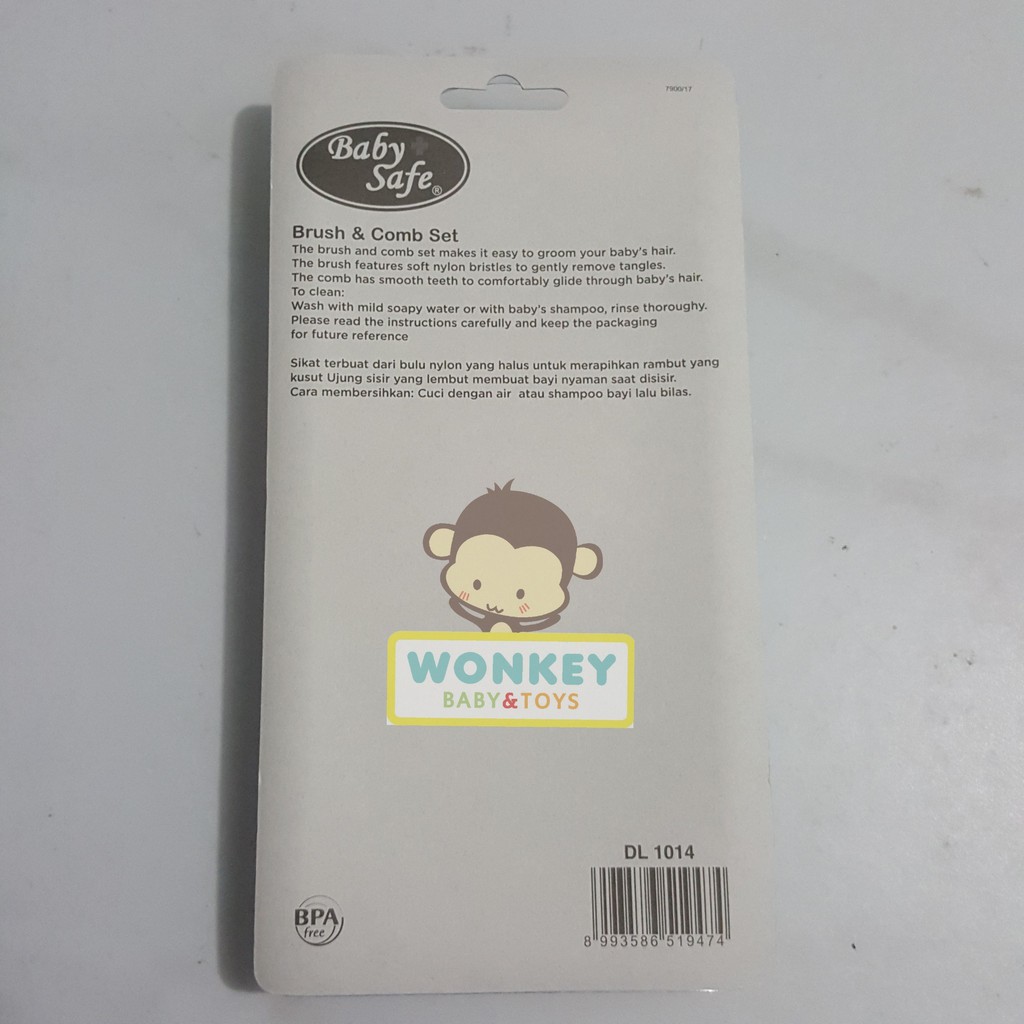 7900/17
Baby
Safe®
Brush & Comb Set
The brush and comb set makes it easy to groom your baby's hair.
The brush features soft nylon bristles to gently remove tangles.
The comb has smooth teeth to comfortably glide through baby's hair.
To clean:
Wash with mild soapy water or with baby's shampoo, rinse thoroughy.
Please read the instructions carefully and keep the packaging
for future reference
Sikat terbuat dari bulu nylon yang halus untuk merapihkan rambut yang
kusut Ujung sisir yang lembut membuat bayi nyaman saat disisir.
Cara membersihkan: Cuci dengan air atau shampoo bayi lalu bilas.
WONKEY
BABY&TOYS
DL 1014
8 993586 519474
BPA
free